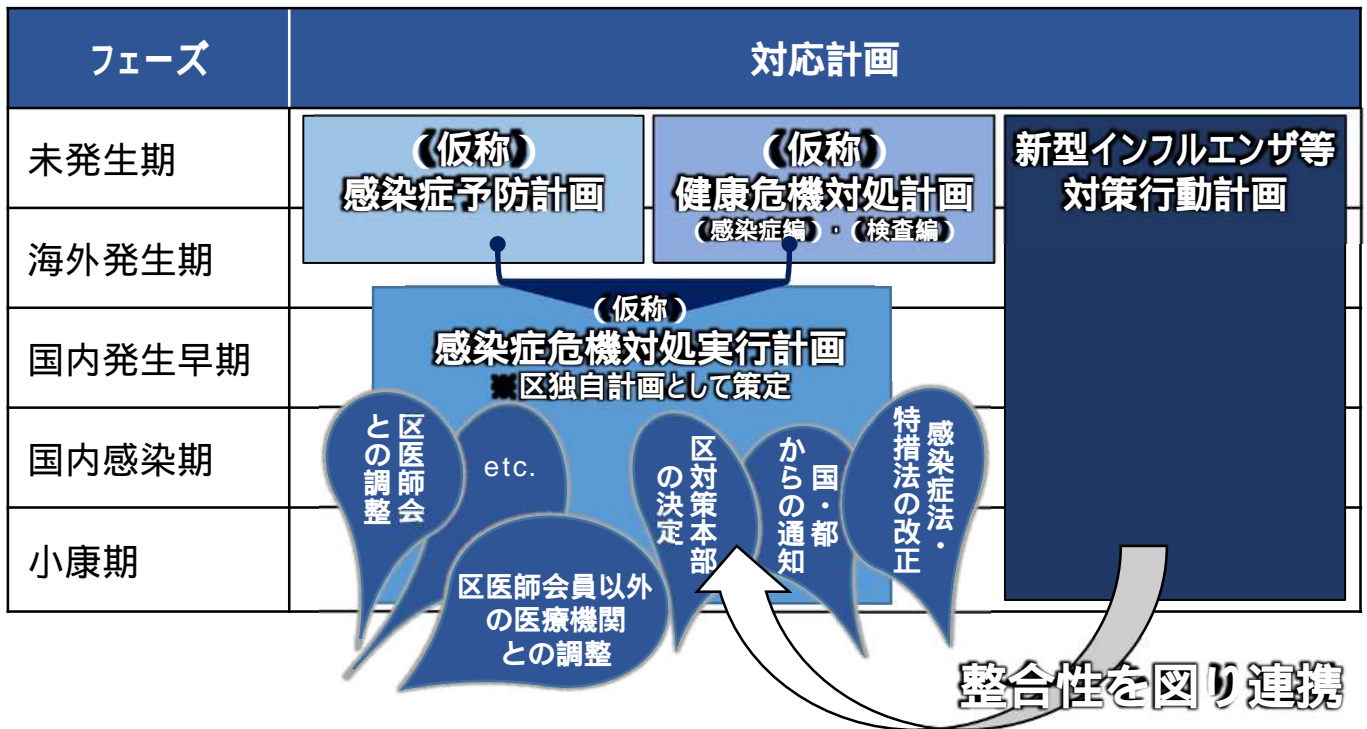 フェーズ
対応計画
未発生期
海外発生期
国内発生早期
国内感染期
小康期
（仮称）
感染症予防計画
（仮称）
健康危機対処計画
（感染症編）・（検査編）
新型インフルエンザ等
対策行動計画
（仮称）
感染症危機対処実行計画
※区独自計画として策定
区医師会
との調整
etc.
区医師会員以外
の医療機関
との調整
区対策本部
の決定
国・都
からの通知
感染症法・
特措法の改正
整合性を図り連携